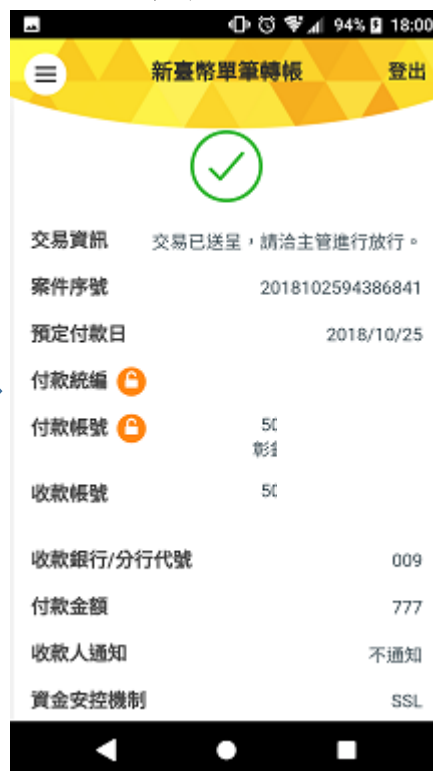 94% 18:00
新臺幣單筆轉帳 登出
交易資訊 交易已送呈，請洽主管進行放行。
案件序號 2018102594386841
預定付款日 2018/10/25
付款統編
付款帳號 50
彰
收款帳號 50
收款銀行/分行代號 009
付款金額 777
收款人通知 不通知
資金安控機制 SSL